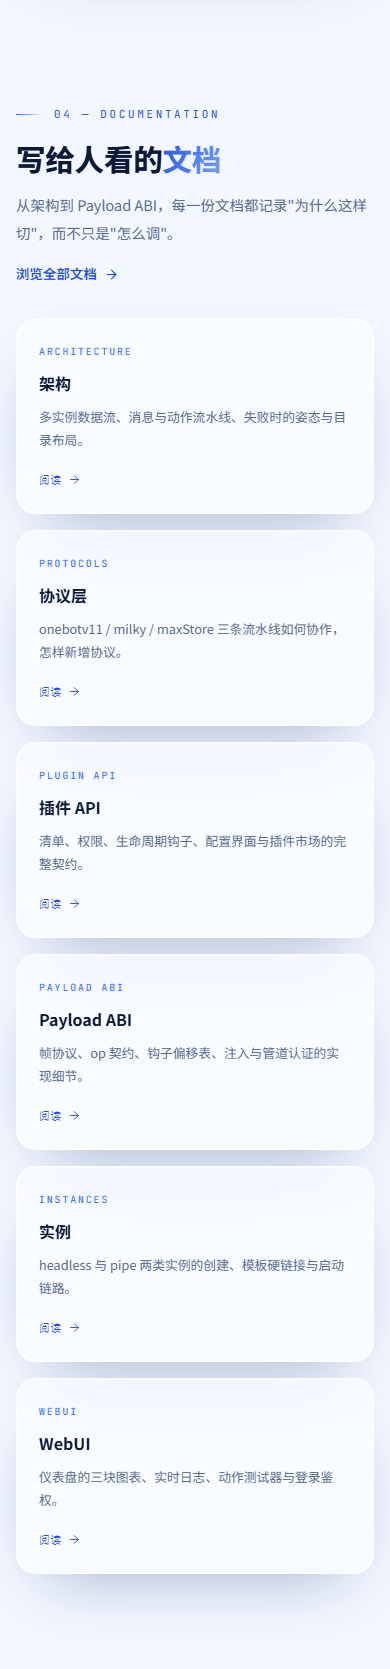 04 — DOCUMENTATION
写给人看的文档
从架构到 Payload ABI，每一份文档都记录"为什么这样
切"，而不只是"怎么调"。
浏览全部文档 →
ARCHITECTURE
架构
多实例数据流、消息与动作流水线、失败时的姿态与目
录布局。
阅读 →
PROTOCOLS
协议层
onebotv11 / milky / maxStore 三条流水线如何协作，
怎样新增协议。
阅读 →
PLUGIN API
插件 API
清单、权限、生命周期钩子、配置界面与插件市场的完
整契约。
阅读 →
PAYLOAD ABI
Payload ABI
帧协议、op 契约、钩子偏移表、注入与管道认证的实
现细节。
阅读 →
INSTANCES
实例
headless 与 pipe 两类实例的创建、模板硬链接与启动
链路。
阅读 →
WEBUI
WebUI
仪表盘的三块图表、实时日志、动作测试器与登录鉴
权。
阅读 →